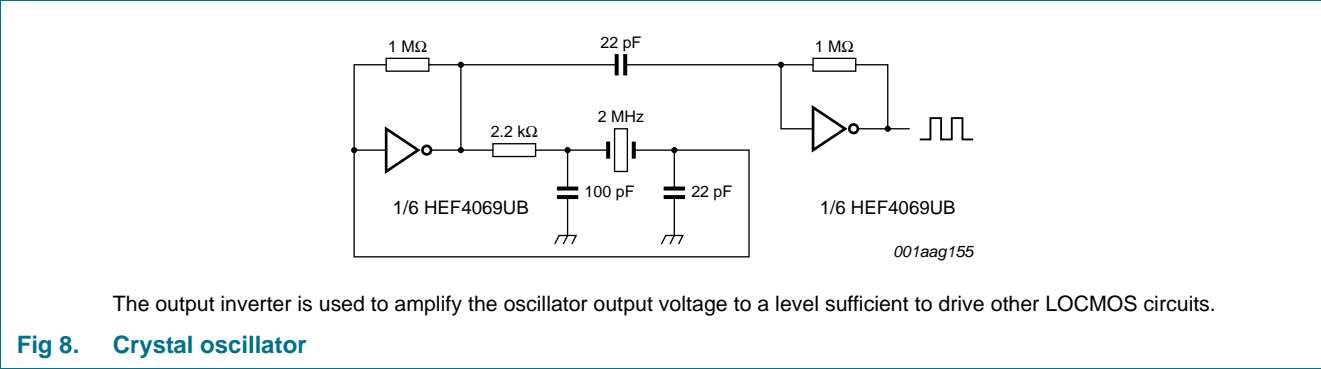 1 MΩ
22 pF
1 MΩ
2.2 kΩ
2 MHz
100 pF
22 pF
1/6 HEF4069UB
1/6 HEF4069UB
001aag155
The output inverter is used to amplify the oscillator output voltage to a level sufficient to drive other LOCMOS circuits.
Fig 8. Crystal oscillator